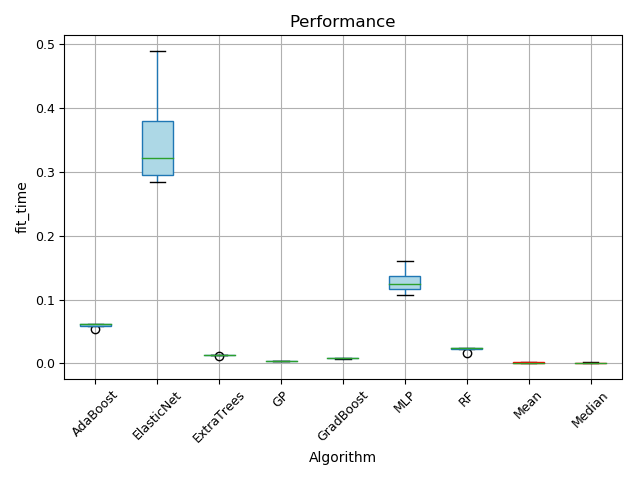 Performance
0.5
0.4
0.3
0.2
0.1
0.0
fit_time
AdaBoost
ElasticNet
ExtraTrees
GP
GradBoost
MLP
RF
Mean
Median
Algorithm